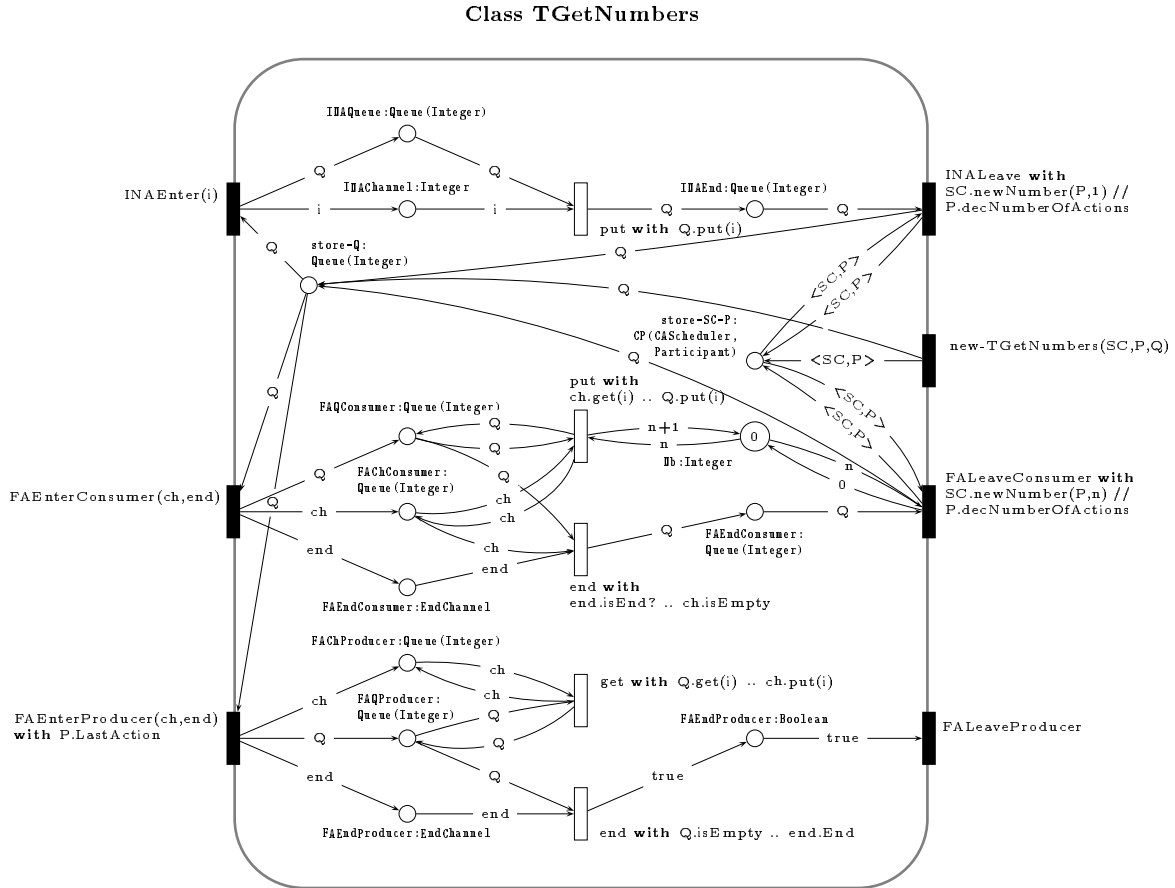 Class TGetNumbers
INAEnter(i)
INAQueue:Queue(Integer)
Q
Q
INAChannel:Integer
i
i
put with Q.put(i)
Q
INAEnd:Queue(Integer)
Q
INALeave with
SC.newNumber(P,1) //
P.decNumberOfActions
Q
store-Q:
Queue(Integer)
Q
Q
<SC,P>
<SC,P>
store-SC-P:
CP(CAScheduler,
Participant)
<SC,P>
new-TGetNumbers(SC,P,Q)
Q
<SC,P>
<SC,P>
Q
Q
FAEnterConsumer(ch,end)
FAQConsumer:Queue(Integer)
Q
Q
Q
put with
ch.get(i) .. Q.put(i)
n+1
n
0
Nb:Integer
n
0
FAChConsumer:
Queue(Integer)
Q
ch
ch
ch
ch
end
end
FAEndConsumer:EndChannel
end with
end.isEnd? .. ch.isEmpty
Q
FAEndConsumer:
Queue(Integer)
Q
FALeaveConsumer with
SC.newNumber(P,n) //
P.decNumberOfActions
FAEnterProducer(ch,end)
with P.LastAction
FAChProducer:Queue(Integer)
ch
ch
ch
get with Q.get(i) .. ch.put(i)
FAQProducer:
Queue(Integer)
Q
Q
Q
Q
end
end
FAEndProducer:EndChannel
end with Q.isEmpty .. end.End
true
FAEndProducer:Boolean
true
FALeaveProducer